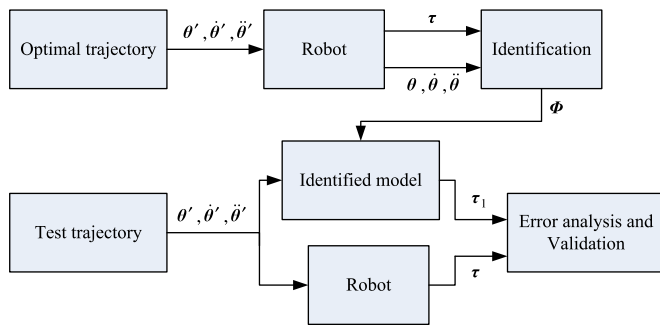 Optimal trajectory
θ′ , θ̇′ , θ̈′
Robot
τ
θ , θ̇ , θ̈
Identification
Φ
Identified model
Test trajectory
θ′ , θ̇′ , θ̈′
τ₁
Error analysis and
Validation
Robot
τ